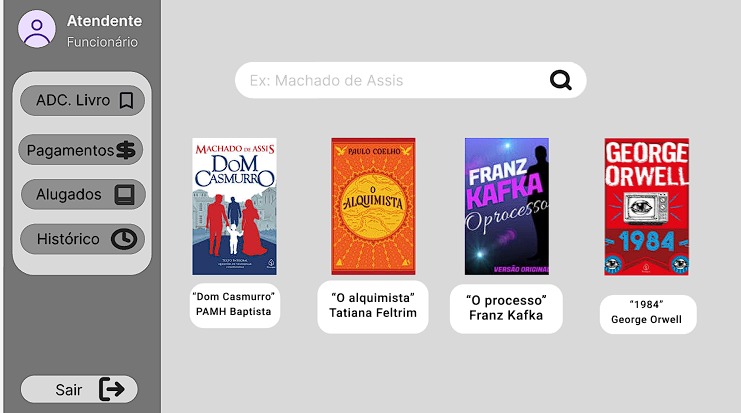 Atendente
Funcionário
ADC. Livro
Pagamentos
Alugados
Histórico
Sair
Ex: Machado de Assis
MACHADO DE ASSIS
DOM
CASMURRO
"Dom Casmurro"
PAMH Baptista
PAULO COELHO
O
ALQUIMISTA
"O alquimista"
Tatiana Feltrim
FRANZ
KAFKA
O processo
VERSÃO ORIGINAL
"O processo"
Franz Kafka
GEORGE
ORWELL
1984
"1984"
George Orwell